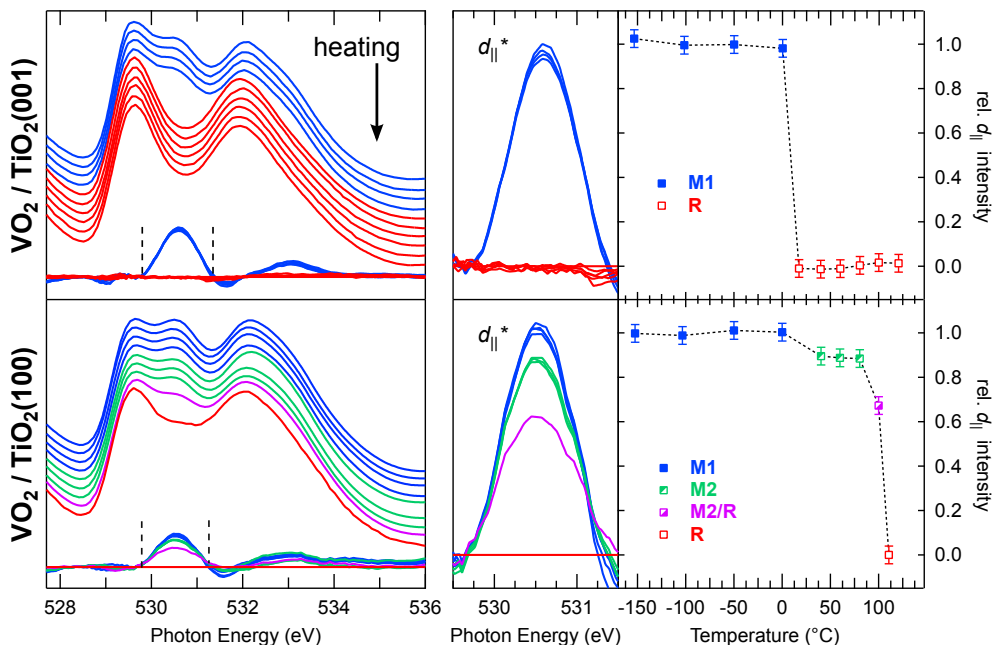 VO2 / TiO2(001)
heating
d||*
1.0
0.8
0.6
0.4
0.2
0.0
rel. d|| intensity
M1
R
VO2 / TiO2(100)
d||*
1.0
0.8
0.6
0.4
0.2
0.0
rel. d|| intensity
M1
M2
M2/R
R
528 530 532 534 536
530 531
-150 -100 -50 0 50 100
Photon Energy (eV)
Photon Energy (eV)
Temperature (°C)